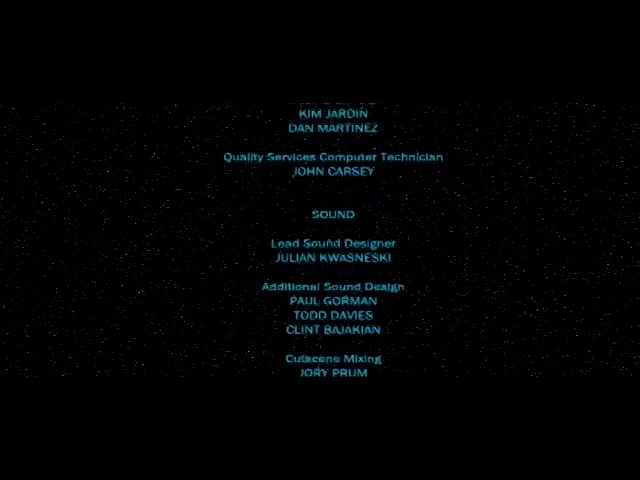 KIM JARDIN
DAN MARTINEZ
Quality Services Computer Technician
JOHN CARSEY
SOUND
Lead Sound Designer
JULIAN KWASNESKI
Additional Sound Design
PAUL GORMAN
TODD DAVIES
CLINT BAJAKIAN
Cutscene Mixing
JORY PRUM